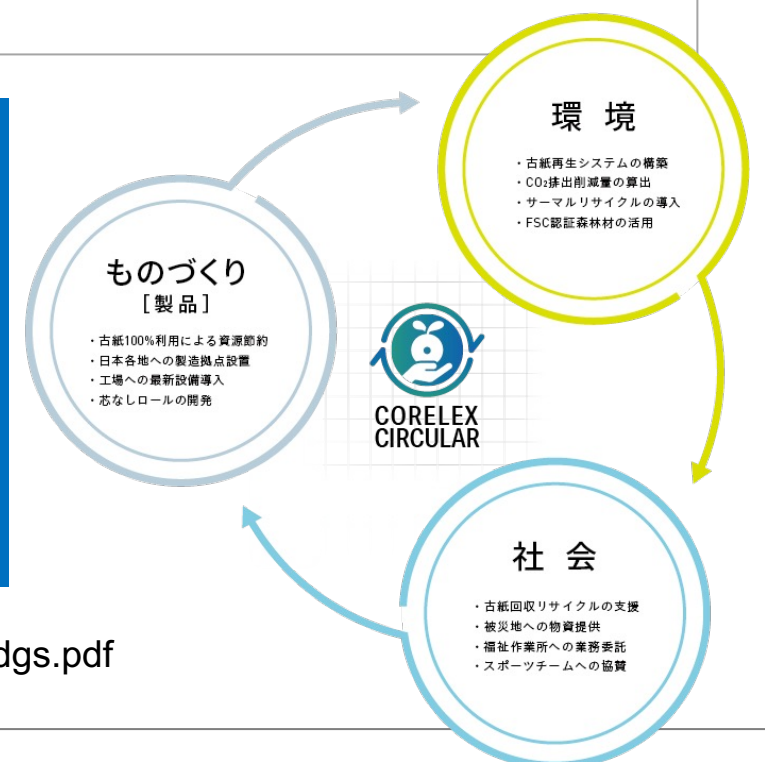 環 境
・古紙再生システムの構築
・CO₂排出削減量の算出
・サーマルリサイクルの導入
・FSC認証森林材の活用
ものづくり
[製品]
・古紙100%利用による資源節約
・日本各地への製造拠点設置
・工場への最新設備導入
・芯なしロールの開発
CORELEX
CIRCULAR
社 会
・古紙回収リサイクルの支援
・被災地への物資提供
・福祉作業所への業務委託
・スポーツチームへの協賛
dgs.pdf